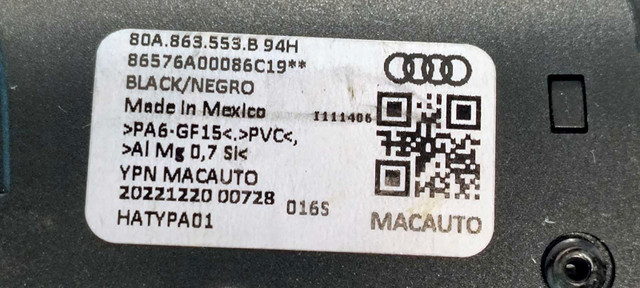 80A.863.553.B 94H
86576A00086C19**
BLACK/NEGRO
Made In Mexico
I111406
>PA6-GF15<.>PVC<,
>Al Mg 0,7 Si<
YPN MACAUTO
20221220 00728 016S
HATYPA01
MACAUTO